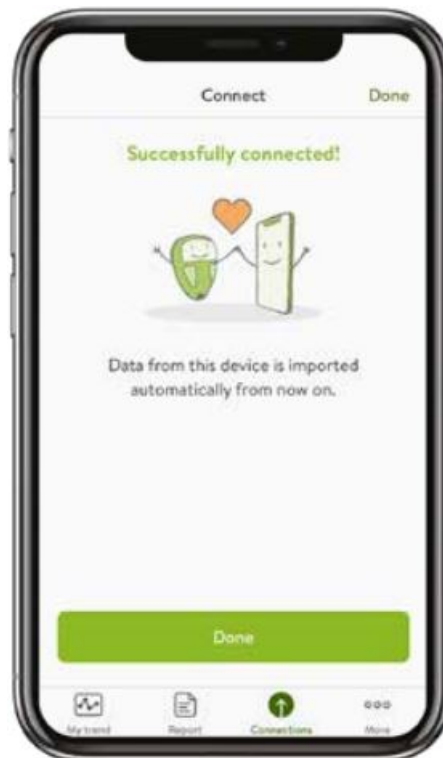 Connect
Done
Successfully connected!
Data from this device is imported
automatically from now on.
Done
My trend
Report
Connections
More